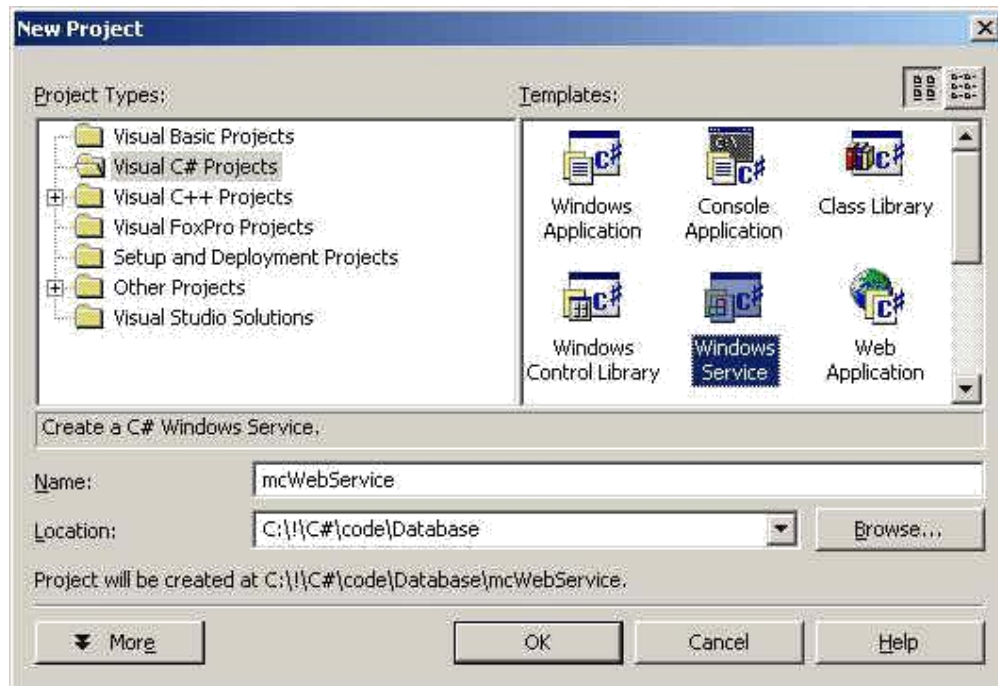 New Project
Project Types:
Templates:
Visual Basic Projects
Visual C# Projects
Visual C++ Projects
Visual FoxPro Projects
Setup and Deployment Projects
Other Projects
Visual Studio Solutions
Windows
Application
Console
Application
Class Library
Windows
Control Library
Windows
Service
Web
Application
Create a C# Windows Service.
Name:
mcWebService
Location:
C:\!\C#\code\Database
Browse...
Project will be created at C:\!\C#\code\Database\mcWebService.
More
OK
Cancel
Help